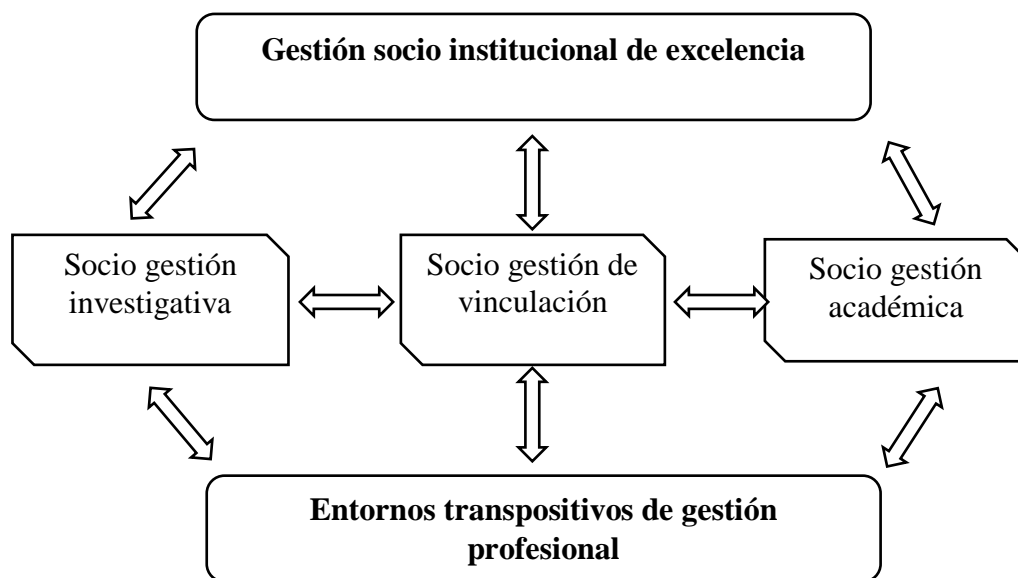 Gestión socio institucional de excelencia
Socio gestión
investigativa
Socio gestión de
vinculación
Socio gestión
académica
Entornos transpositivos de gestión
profesional